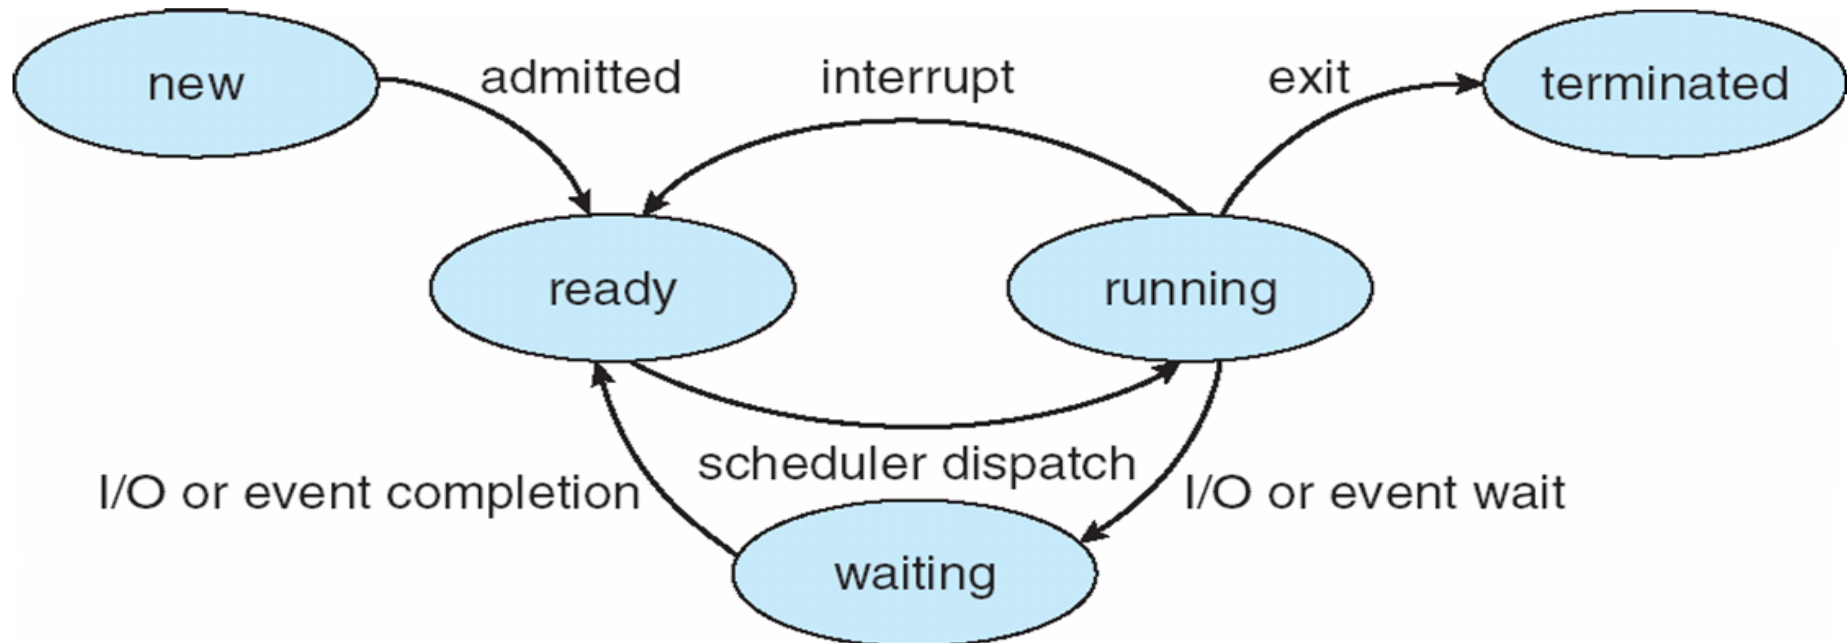 new
admitted
interrupt
exit
terminated
ready
running
scheduler dispatch
I/O or event completion
I/O or event wait
waiting